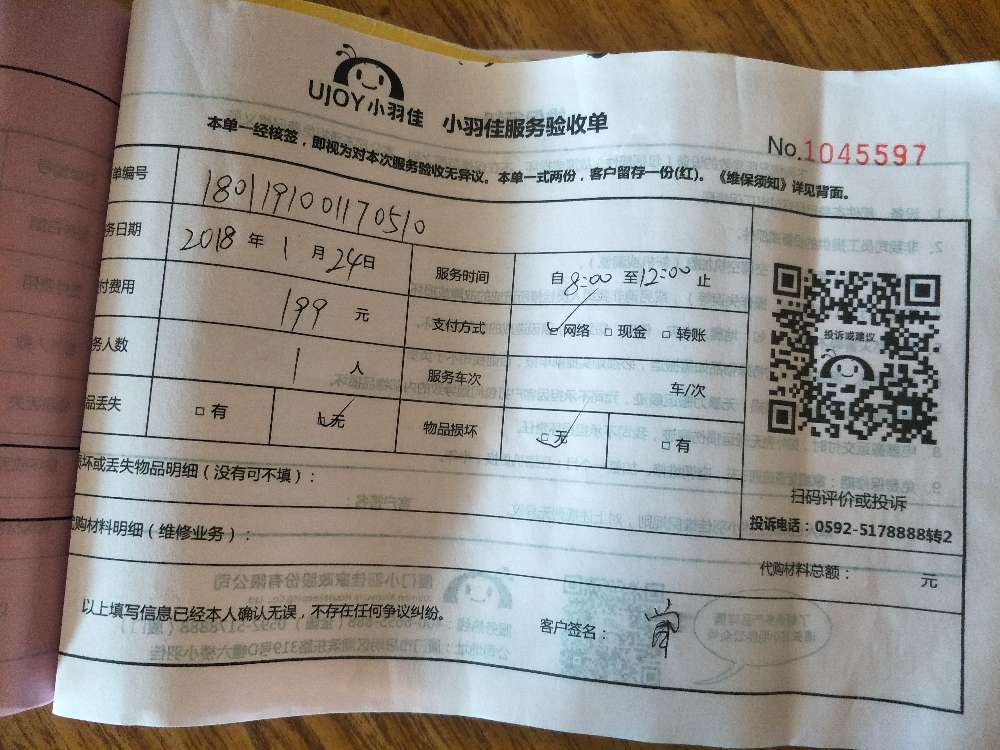 UJOY小羽佳 小羽佳服务验收单
No.1045597
本单一经核签，即视为对本次服务验收无异议。本单一式两份，客户留存一份(红)。《维保须知》详见背面。
单编号 1801191001170510
务日期 2018 年 1 月 24 日 服务时间 自 8:00 至 12:00 止
付费用 199 元 支付方式 网络 □ 现金 □ 转账
务人数 1 人 服务车次 车/次
品丢失 □ 有 无 物品损坏 无 □ 有
投诉或建议
扫码评价或投诉
投诉电话：0592-5178888转2
损坏或丢失物品明细（没有可不填）：
代购材料明细（维修业务）：
代购材料总额： 元
以上填写信息已经本人确认无误，不存在任何争议纠纷。
客户签名：